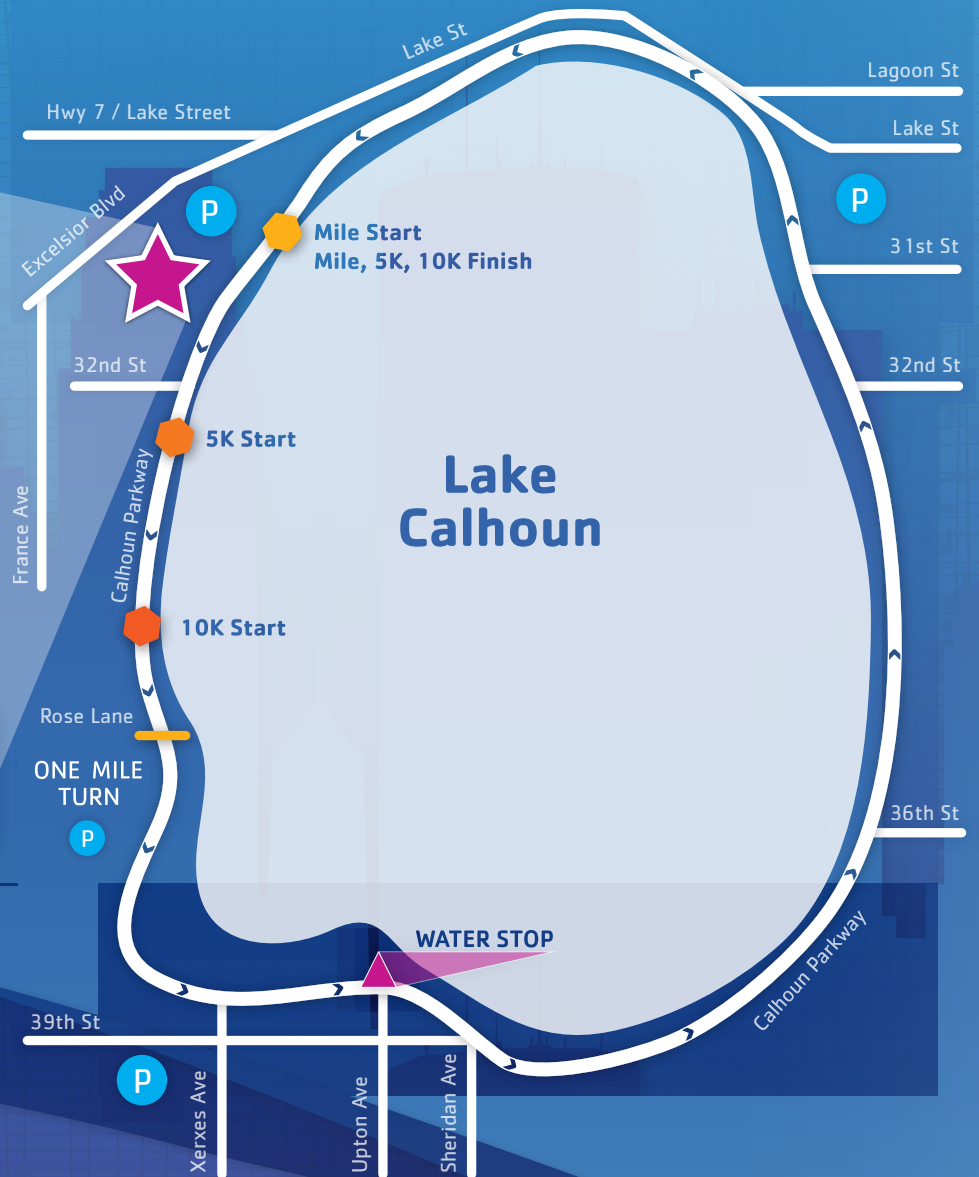 Lake St
Lagoon St
Hwy 7 / Lake Street
Lake St
Excelsior Blvd
P
P
Mile Start
Mile, 5K, 10K Finish
31st St
32nd St
32nd St
5K Start
Calhoun Parkway
Lake
Calhoun
France Ave
10K Start
Rose Lane
ONE MILE
TURN
P
36th St
WATER STOP
Calhoun Parkway
39th St
P
Xerxes Ave
Upton Ave
Sheridan Ave